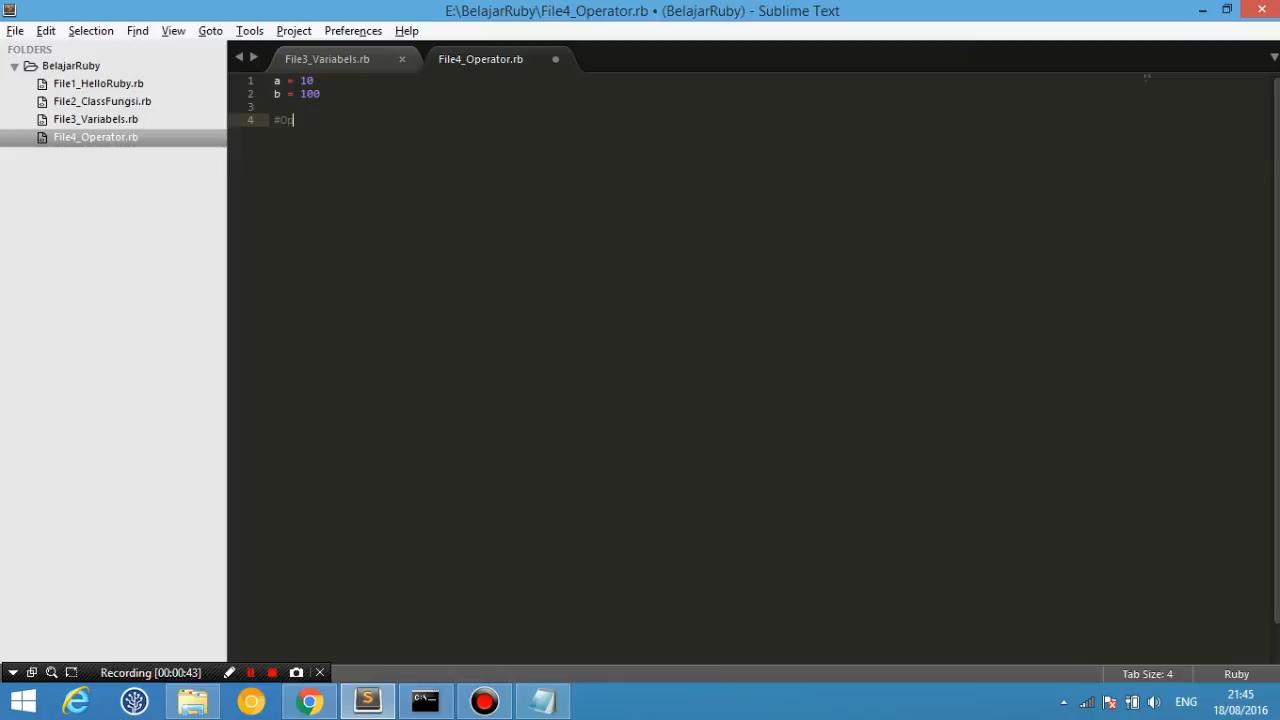 E:\BelajarRuby\File4_Operator.rb • (BelajarRuby) - Sublime Text
File Edit Selection Find View Goto Tools Project Preferences Help
FOLDERS
BelajarRuby
File1_HelloRuby.rb
File2_ClassFungsi.rb
File3_Variabels.rb
File4_Operator.rb
File3_Variabels.rb File4_Operator.rb
1 a = 10
2 b = 100
3
4 #Op
Recording [00:00:43]
Tab Size: 4 Ruby
ENG
21:45
18/08/2016